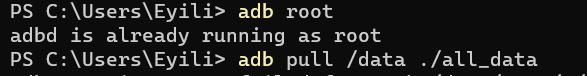 PS C:\Users\Eyili> adb root
adbd is already running as root
PS C:\Users\Eyili> adb pull /data ./all_data